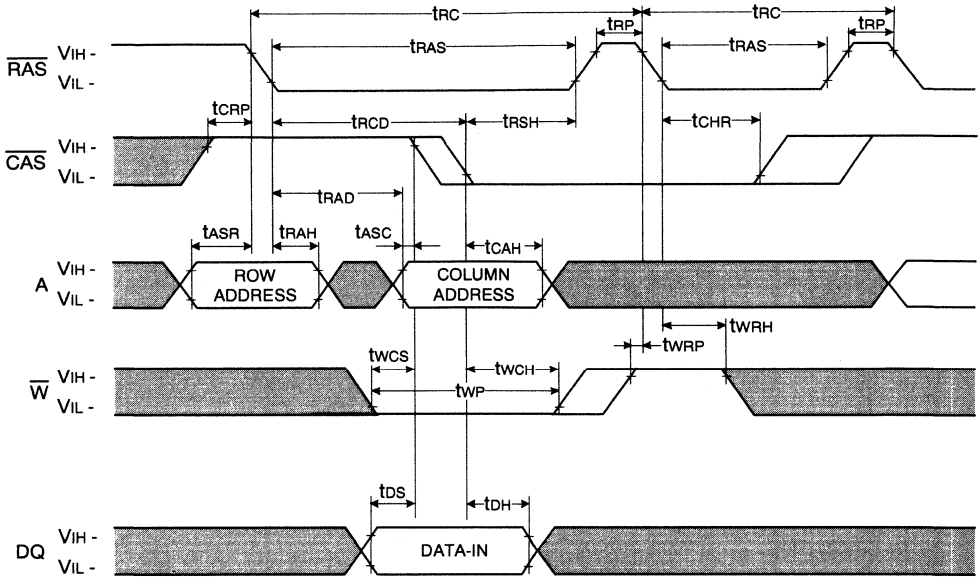 tRC tRC
tRP tRP
tRAS tRAS
RAS VIH -
VIL -
tCRP tRCD tRSH tCHR
CAS VIH -
VIL -
tRAD
tASR tRAH tASC tCAH
A VIH -
VIL -
ROW ADDRESS
COLUMN ADDRESS
tWRH
tWRP
tWCS tWCH
tWP
W VIH -
VIL -
tDS tDH
DQ VIH -
VIL -
DATA-IN